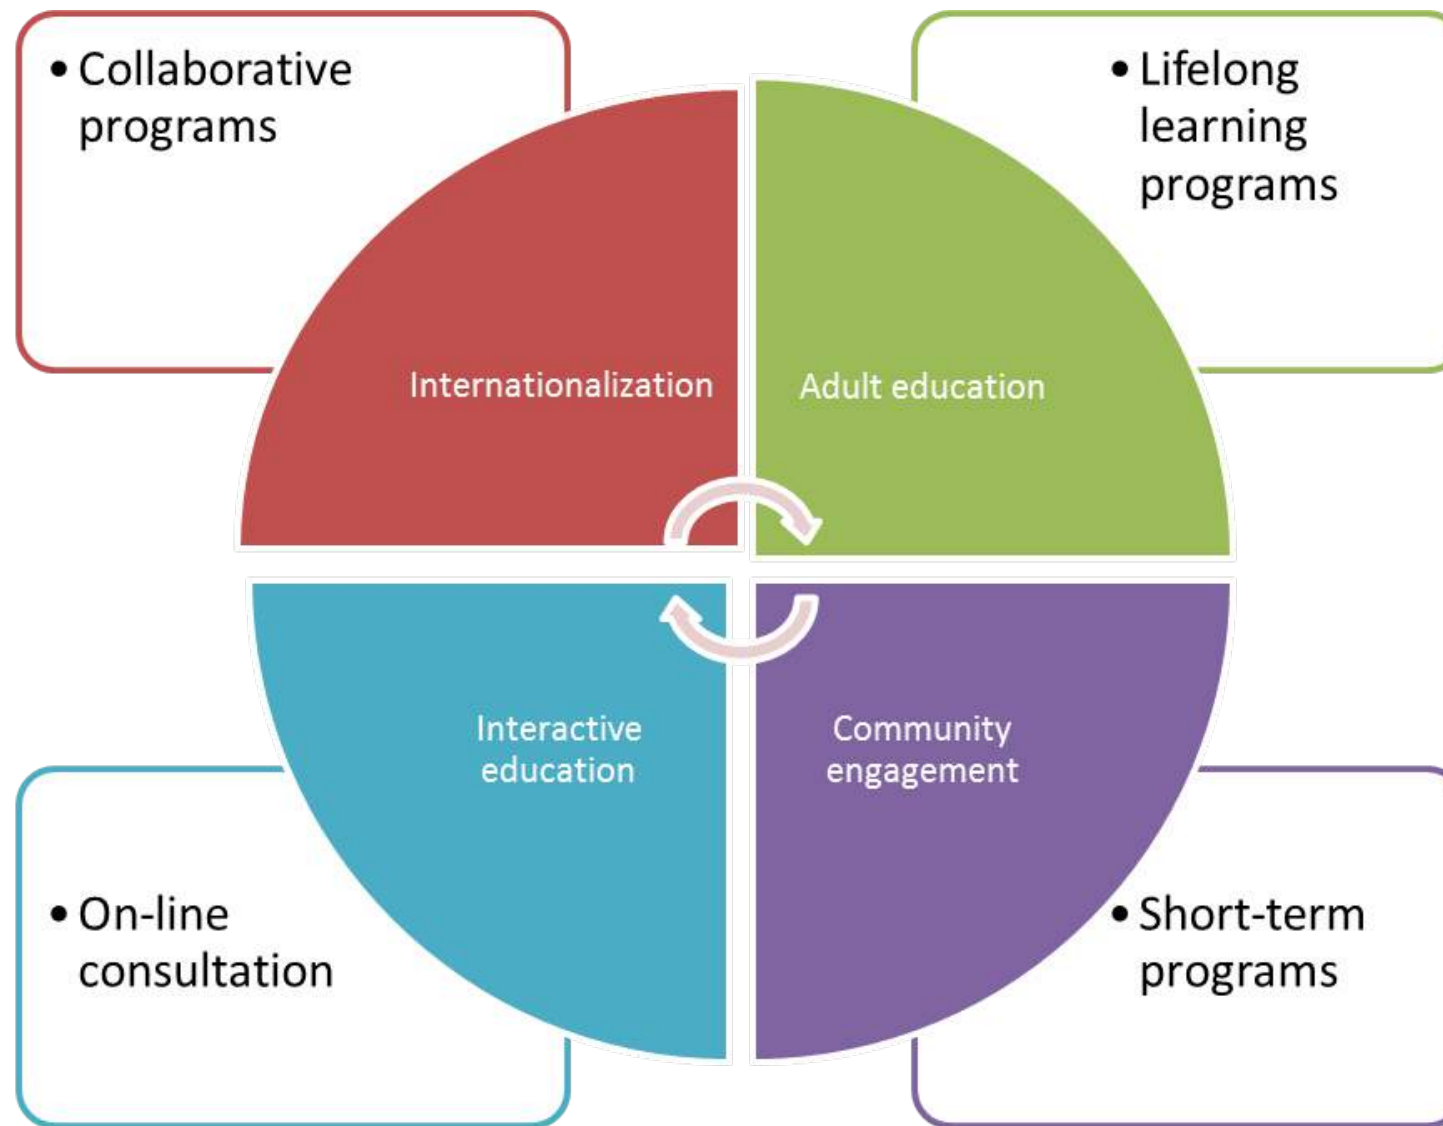 • Collaborative
programs
• Lifelong
learning
programs
Internationalization
Adult education
Interactive
education
Community
engagement
• On-line
consultation
• Short-term
programs